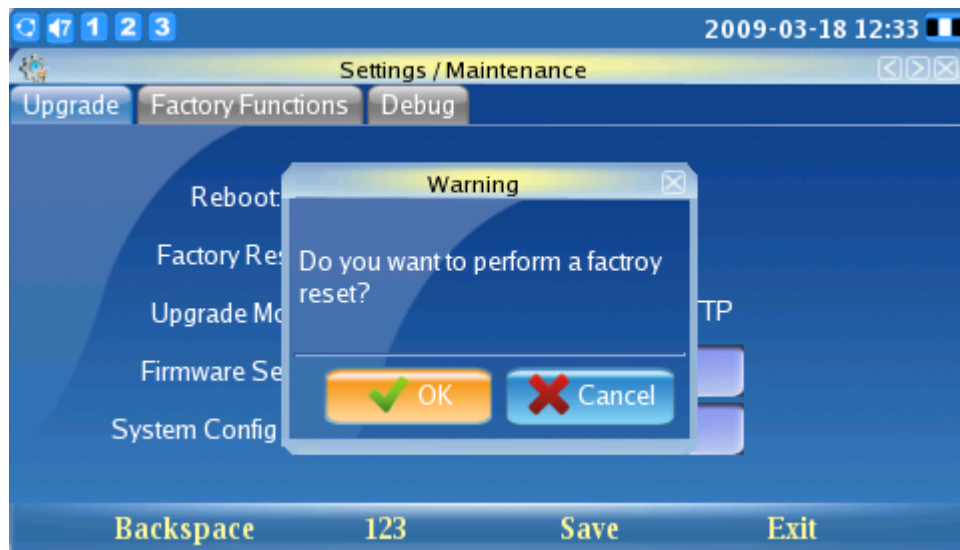 7 1 2 3 2009-03-18 12:33
Settings / Maintenance
Upgrade Factory Functions Debug
Warning
Reboot:
Factory Res
Do you want to perform a factroy
reset?
Upgrade Mo
TP
Firmware Se
OK Cancel
System Config
Backspace 123 Save Exit